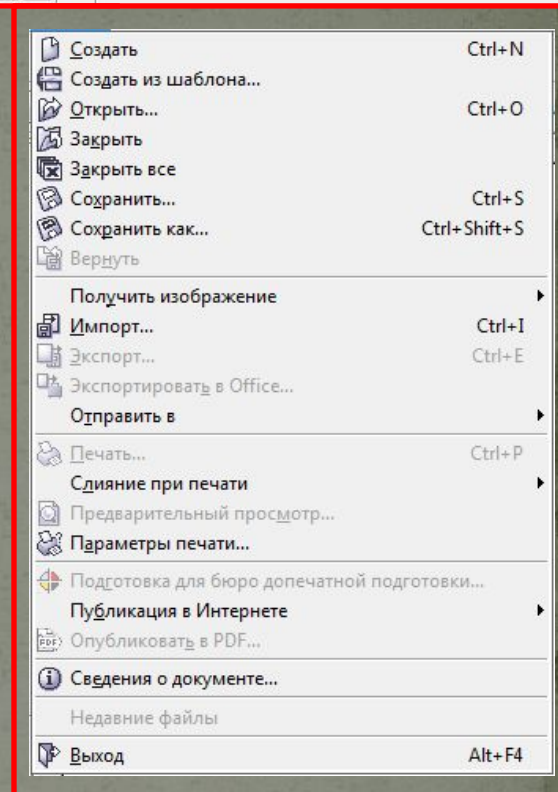 Создать Ctrl+N
Создать из шаблона...
Открыть... Ctrl+O
Закрыть
Закрыть все
Сохранить... Ctrl+S
Сохранить как... Ctrl+Shift+S
Вернуть
Получить изображение
Импорт... Ctrl+I
Экспорт... Ctrl+E
Экспортировать в Office...
Отправить в
Печать... Ctrl+P
Слияние при печати
Предварительный просмотр...
Параметры печати...
Подготовка для бюро допечатной подготовки...
Публикация в Интернете
PDF Опубликовать в PDF...
Сведения о документе...
Недавние файлы
Выход Alt+F4